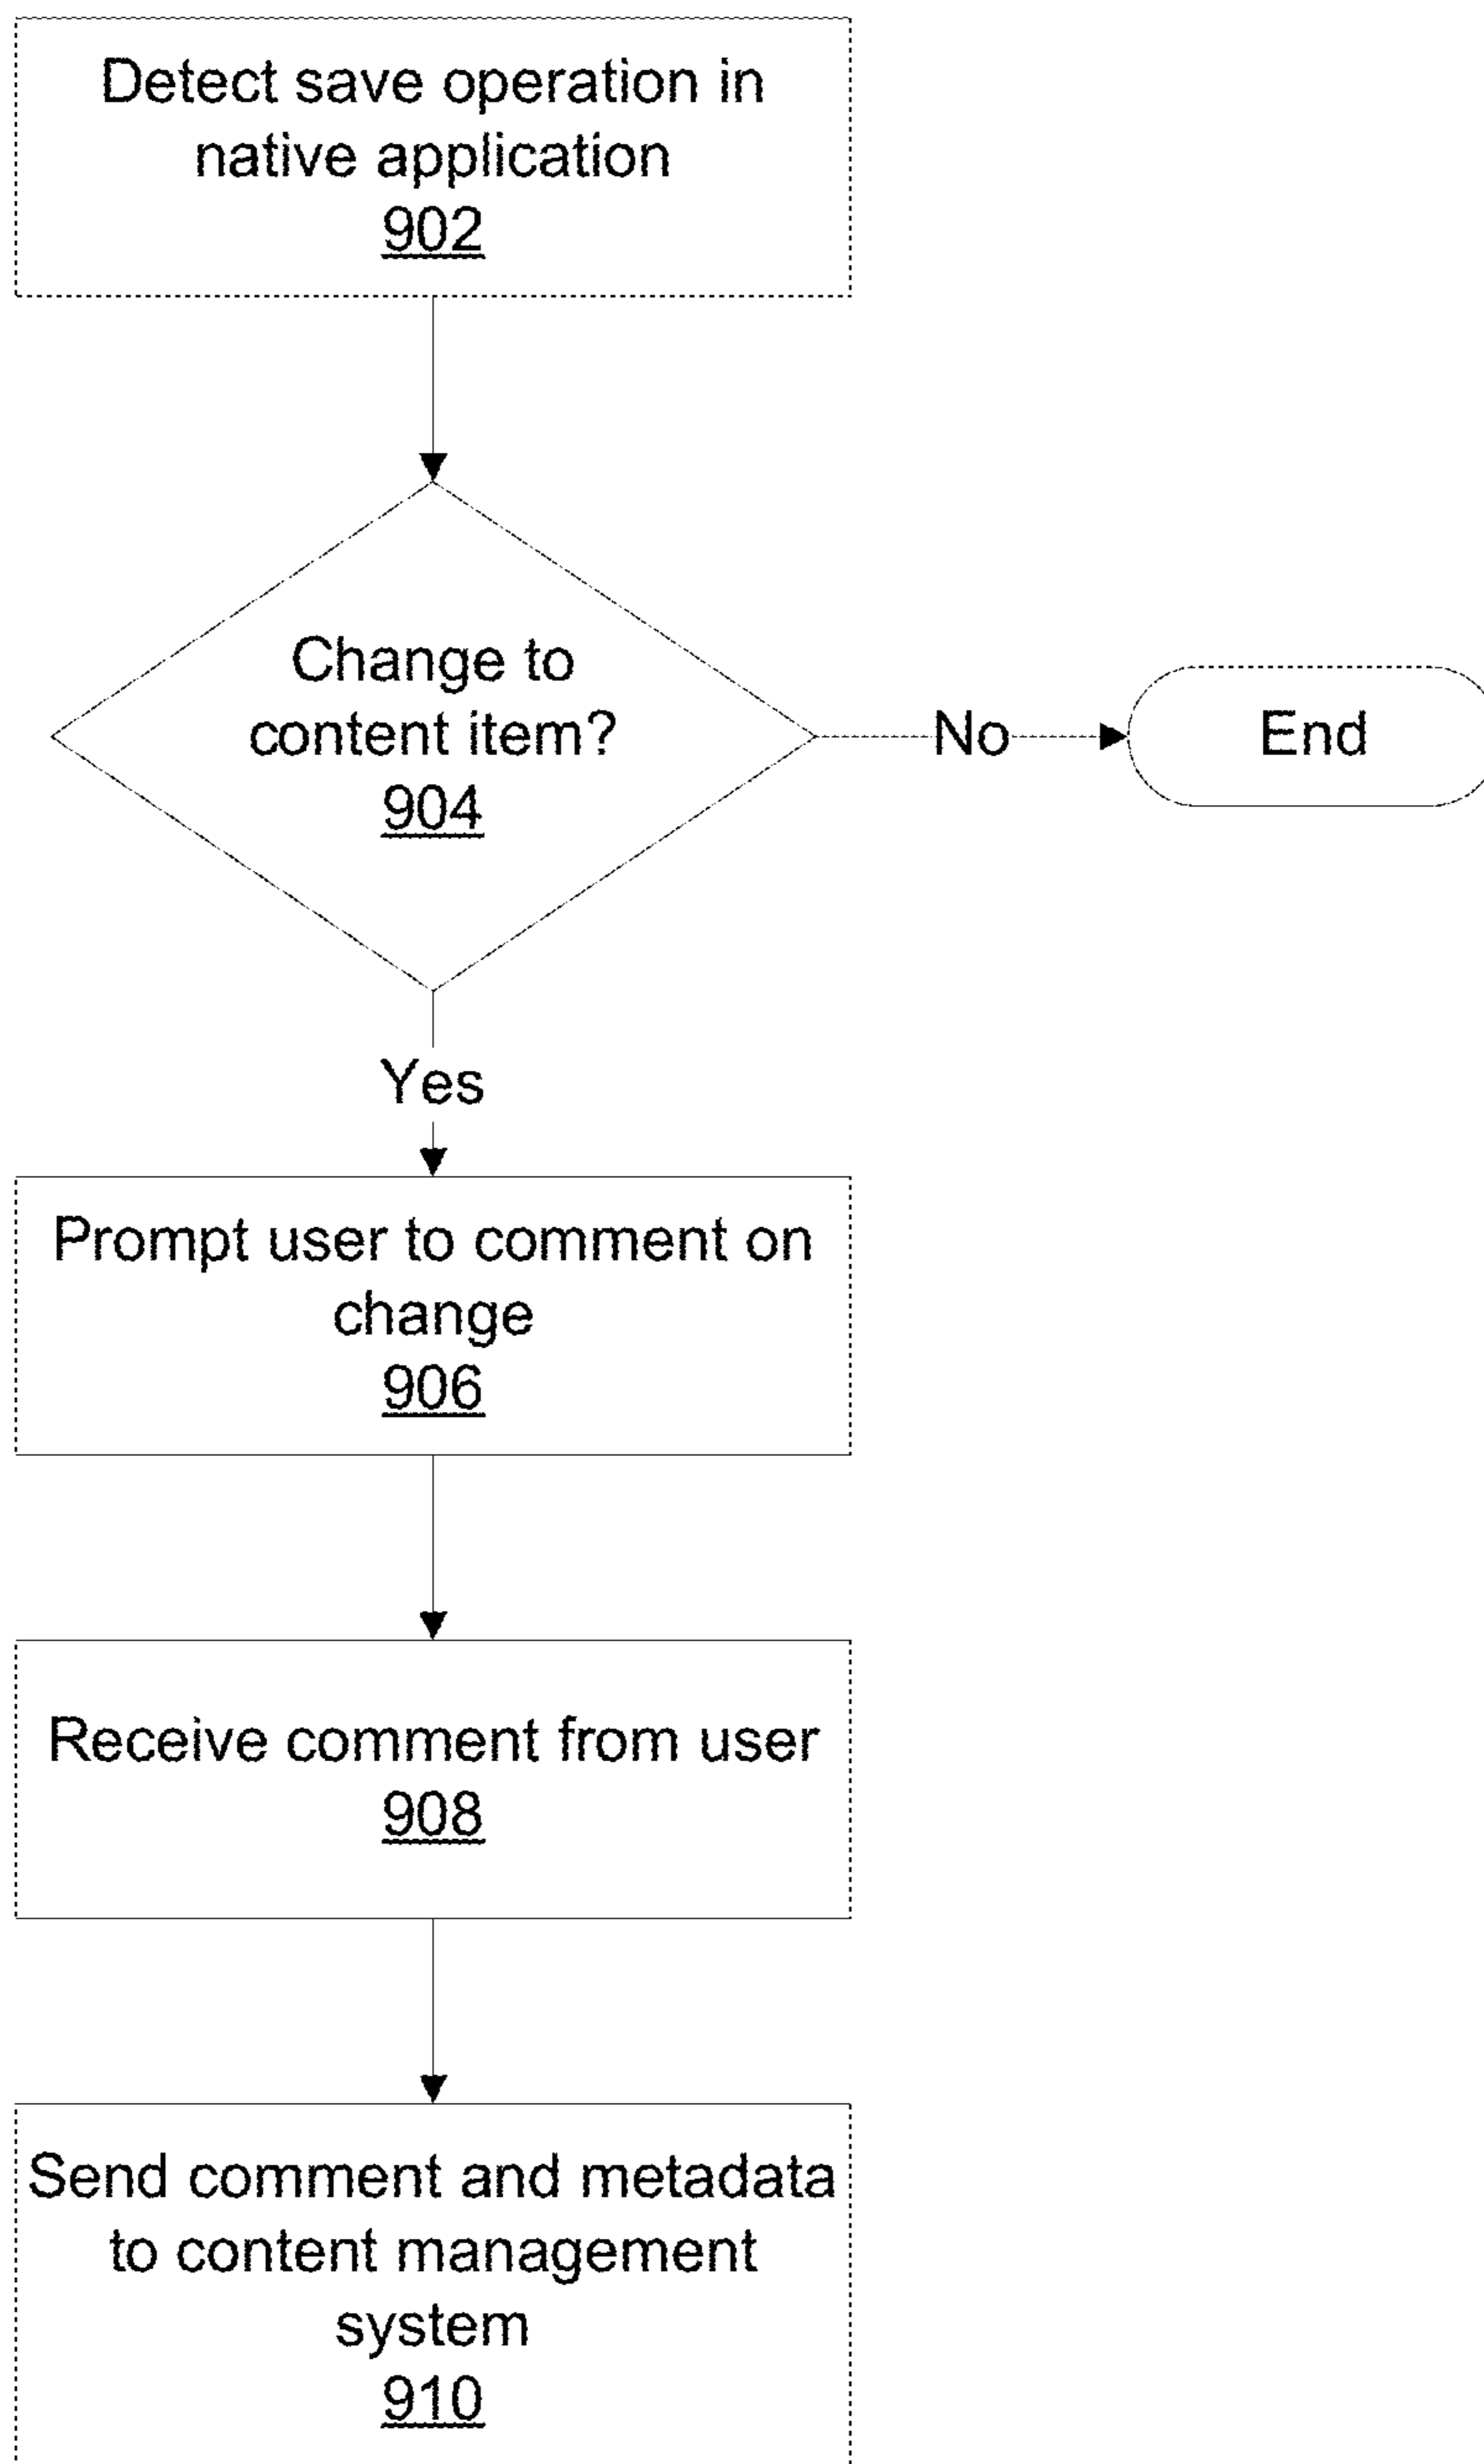 Detect save operation in
native application
902
Change to
content item?
904
No
End
Yes
Prompt user to comment on
change
906
Receive comment from user
908
Send comment and metadata
to content management
system
910